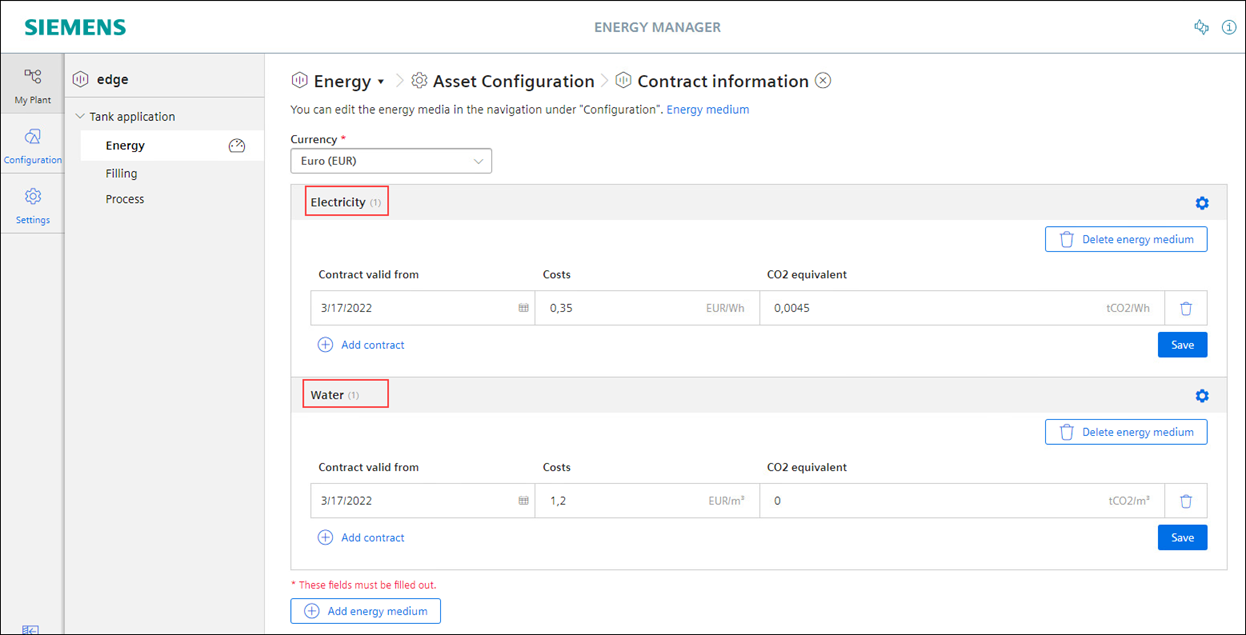 SIEMENS
ENERGY MANAGER
My Plant
Configuration
Settings
edge
Tank application
Energy
Filling
Process
Energy
Asset Configuration
Contract information
You can edit the energy media in the navigation under "Configuration". Energy medium
Currency *
Euro (EUR)
Electricity (1)
Delete energy medium
Contract valid from Costs CO2 equivalent
3/17/2022 0,35 EUR/Wh 0,0045 tCO2/Wh
Add contract Save
Water (1)
Delete energy medium
Contract valid from Costs CO2 equivalent
3/17/2022 1,2 EUR/m³ 0 tCO2/m³
Add contract Save
* These fields must be filled out.
Add energy medium